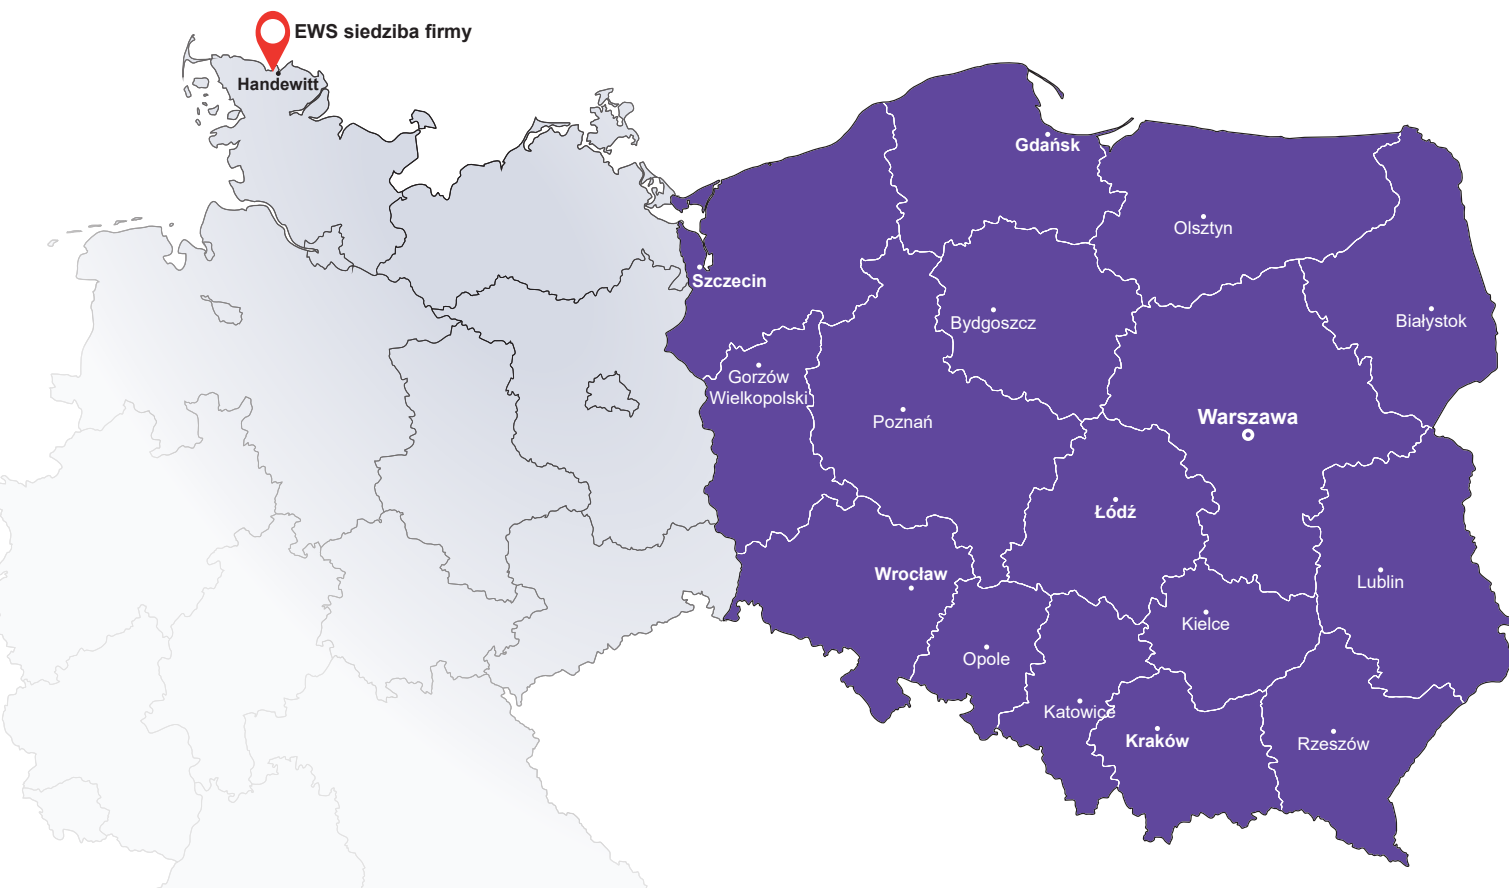 EWS siedziba firmy
Handewitt
Gdańsk
Olsztyn
Szczecin
Bydgoszcz
Białystok
Gorzów
Wielkopolski
Poznań
Warszawa
Łódź
Wrocław
Lublin
Kielce
Opole
Katowice
Kraków
Rzeszów